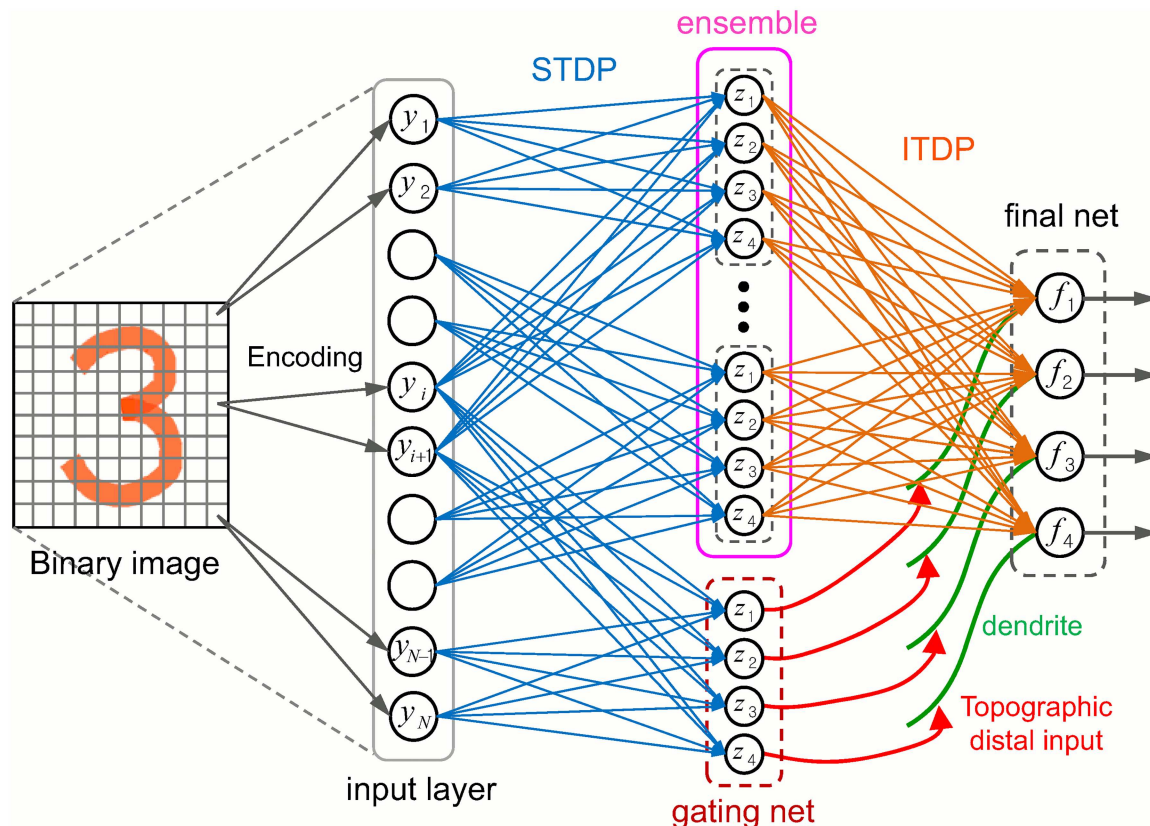 ensemble
STDP
ITDP
final net
Encoding
Binary image
input layer
gating net
dendrite
Topographic
distal input
y1
y2
yi
yi+1
yN−1
yN
z1
z2
z3
z4
z1
z2
z3
z4
z1
z2
z3
z4
f1
f2
f3
f4
3